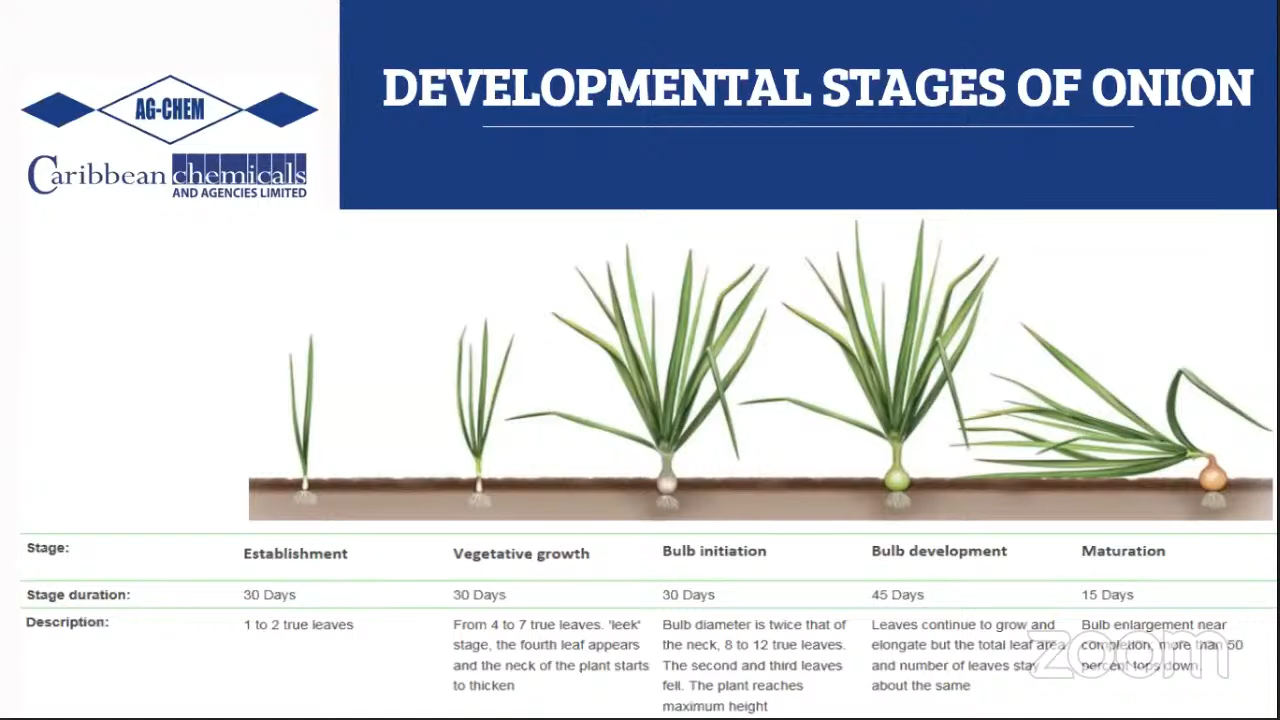 DEVELOPMENTAL STAGES OF ONION
AG-CHEM
Caribbean chemicals
AND AGENCIES LIMITED
Stage: Establishment Vegetative growth Bulb initiation Bulb development Maturation
Stage duration: 30 Days 30 Days 30 Days 45 Days 15 Days
Description:
1 to 2 true leaves
From 4 to 7 true leaves. 'leek'
stage, the fourth leaf appears
and the neck of the plant starts
to thicken
Bulb diameter is twice that of
the neck, 8 to 12 true leaves.
The second and third leaves
fell. The plant reaches
maximum height
Leaves continue to grow and
elongate but the total leaf area
and number of leaves stay
about the same
Bulb enlargement near
completion, more than 50
percent tops down
zoom